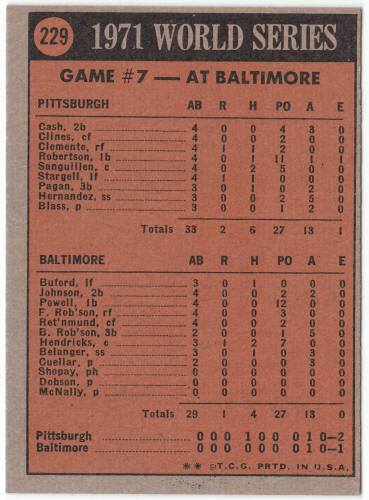 229 1971 WORLD SERIES
GAME #7 — AT BALTIMORE
PITTSBURGH AB R H PO A E
Cash, 2b 4 0 0 4 3 0
Clines, cf 4 0 0 2 0 0
Clemente, rf 4 1 1 2 0 0
Robertson, 1b 4 0 1 11 1 1
Sanguillen, c 4 0 2 5 0 0
Stargell, lf 4 1 1 0 0 0
Pagan, 3b 3 0 1 0 2 0
Hernandez, ss 3 0 0 2 5 0
Blass, p 3 0 0 1 2 0
Totals 33 2 6 27 13 1
BALTIMORE AB R H PO A E
Buford, lf 3 0 1 0 0 0
Johnson, 2b 4 0 0 2 2 0
Powell, 1b 4 0 0 12 0 0
F. Rob'son, rf 4 0 0 3 0 0
Ret'nmund, cf 4 0 0 0 0 0
B. Rob'son, 3b 2 0 0 1 5 0
Hendricks, c 3 1 2 7 0 0
Belanger, ss 3 0 1 0 3 0
Cuellar, p 2 0 0 0 3 0
Shopay, ph 0 0 0 0 0 0
Dobson, p 0 0 0 0 0 0
McNally, p 0 0 0 0 0 0
Totals 29 1 4 27 13 0
Pittsburgh 0 0 0 1 0 0 0 1 0—2
Baltimore 0 0 0 0 0 0 0 1 0—1
** ©T.C.G. PRTD. IN U.S.A.